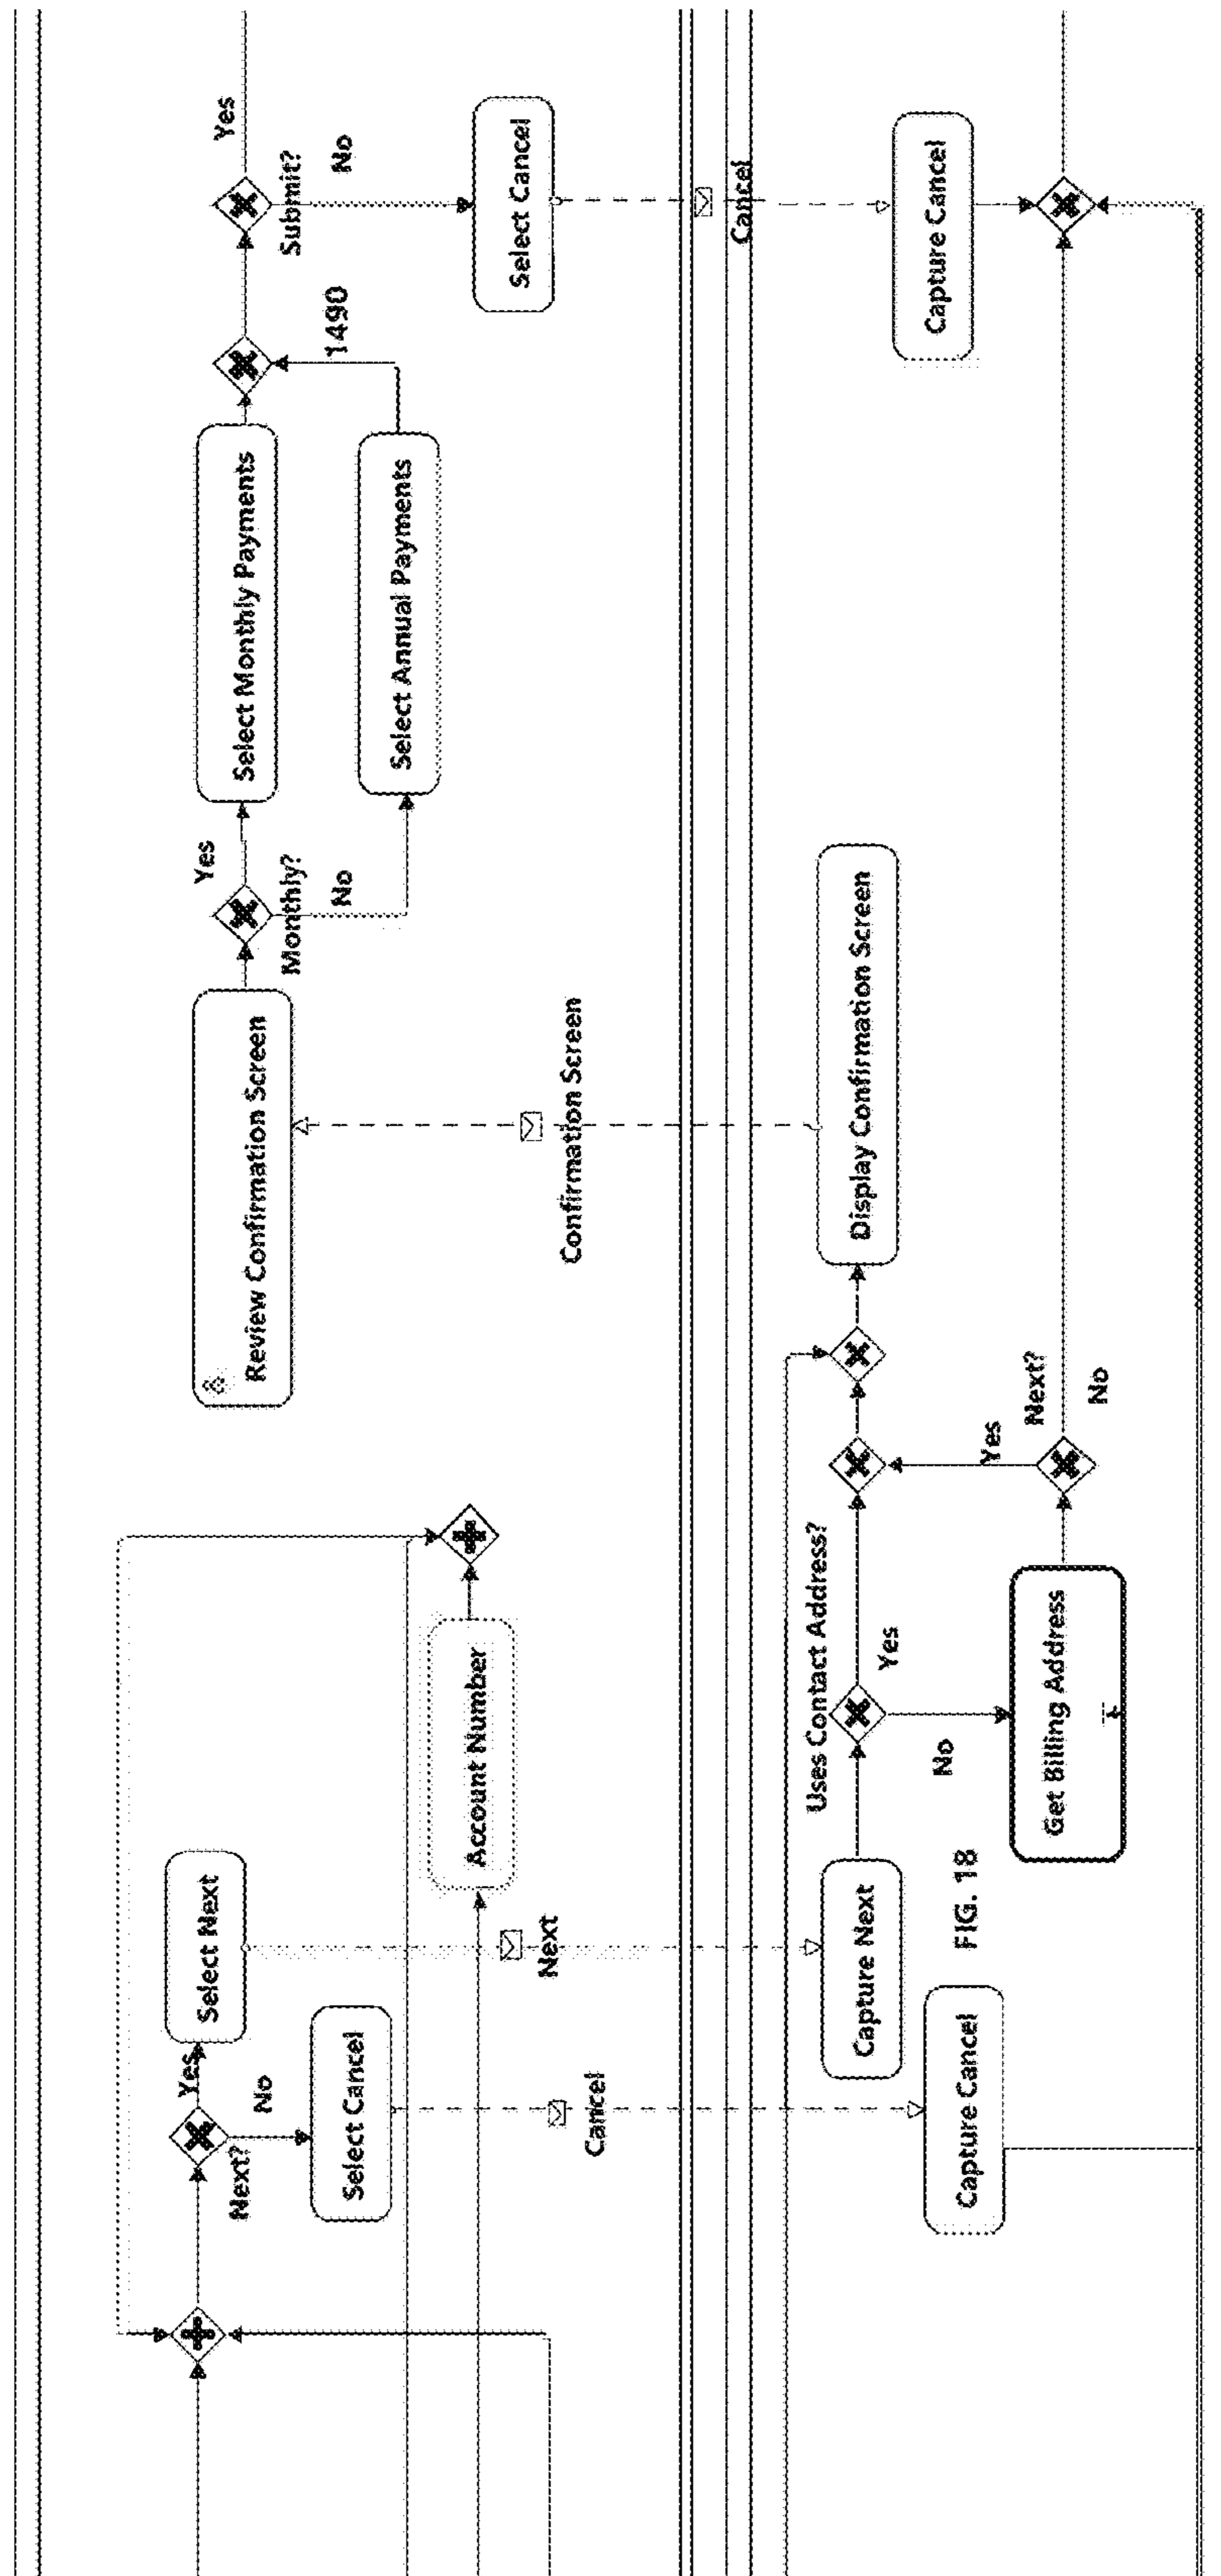 Next?
Yes
Select Next
No
Select Cancel
Cancel
Next
Account Number
Review Confirmation Screen
Confirmation Screen
Monthly?
Yes
No
Select Monthly Payments
Select Annual Payments
1490
Submit?
Yes
No
Select Cancel
Cancel
Capture Cancel
Capture Next
FIG. 18
Uses Contact Address?
Yes
No
Get Billing Address
Yes
Next?
No
Display Confirmation Screen
Capture Cancel